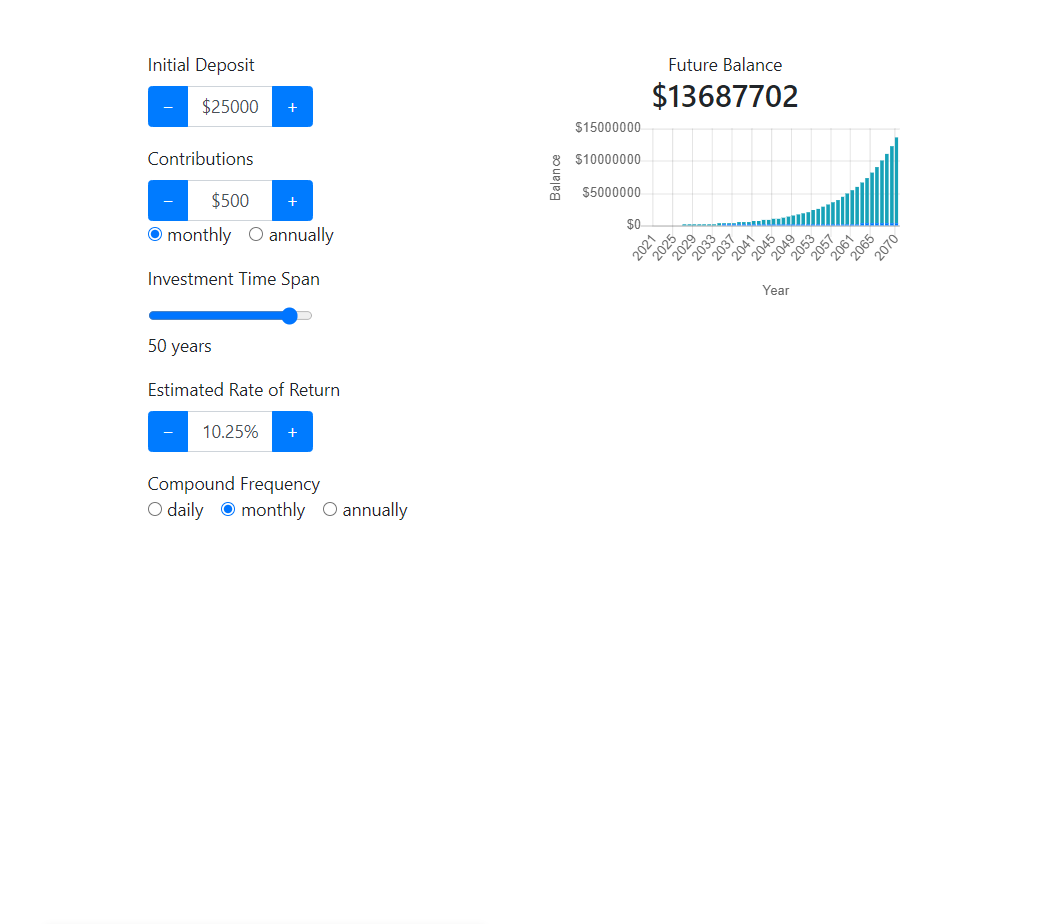 Initial Deposit
− $25000 +
Contributions
− $500 +
monthly annually
Investment Time Span
50 years
Estimated Rate of Return
− 10.25% +
Compound Frequency
daily monthly annually
Future Balance
$13687702
Balance
$15000000
$10000000
$5000000
$0
2021 2025 2029 2033 2037 2041 2045 2049 2053 2057 2061 2065 2070
Year